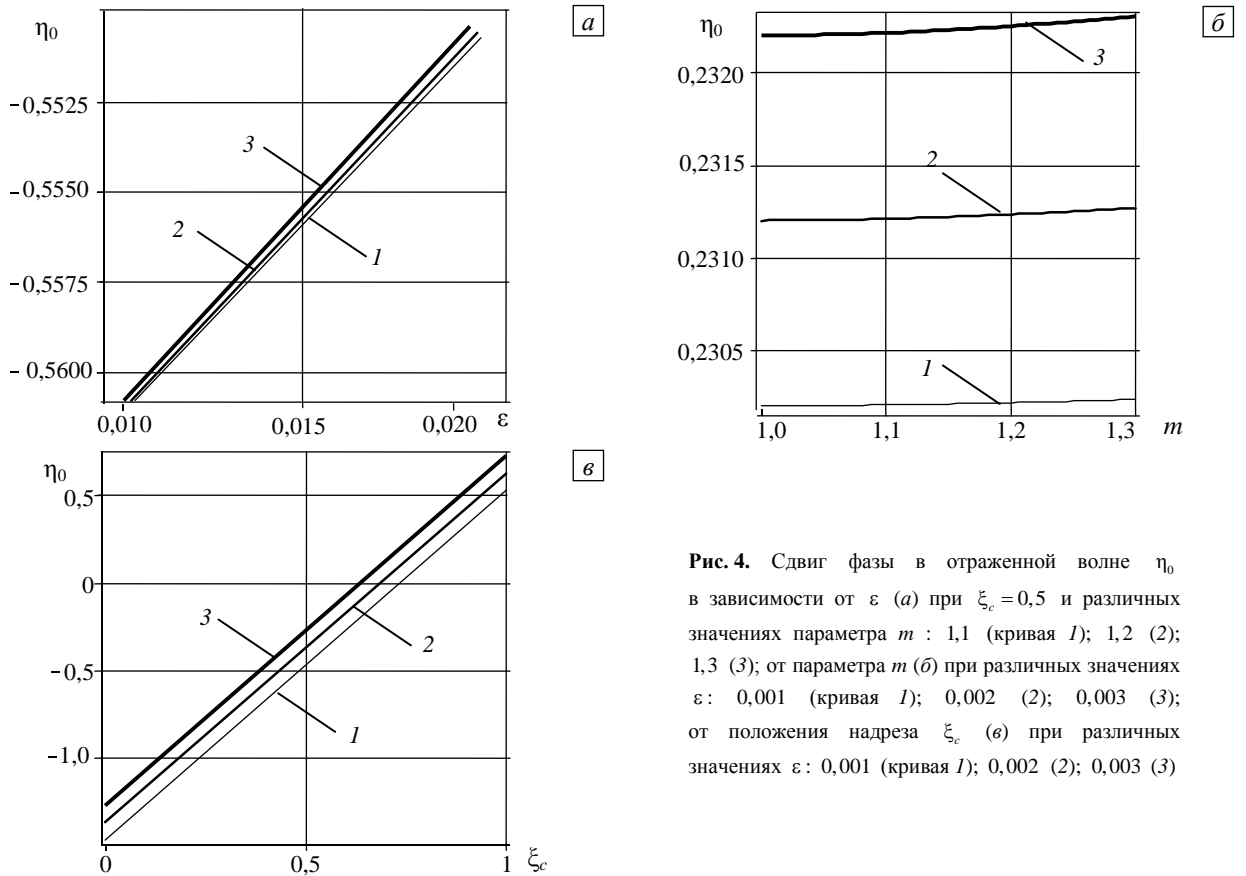 η₀
а
−0,5525
3
−0,5550
2
1
−0,5575
− 0,5600
0,010 0,015 0,020 ε
η₀
б
0,2320
3
0,2315
2
0,2310
0,2305
1
1,0 1,1 1,2 1,3 m
η₀
в
0,5
0
3
2
−0,5
1
−1,0
0 0,5 1 ξc
Рис. 4. Сдвиг фазы в отраженной волне η₀
в зависимости от ε (а) при ξc = 0,5 и различных
значениях параметра m : 1,1 (кривая 1); 1,2 (2);
1,3 (3); от параметра m (б) при различных значениях
ε : 0,001 (кривая 1); 0,002 (2); 0,003 (3);
от положения надреза ξc (в) при различных
значениях ε : 0,001 (кривая 1); 0,002 (2); 0,003 (3)